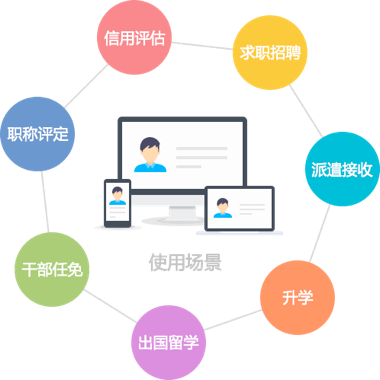 信用评估
求职招聘
职称评定
派遣接收
使用场景
干部任免
升学
出国留学